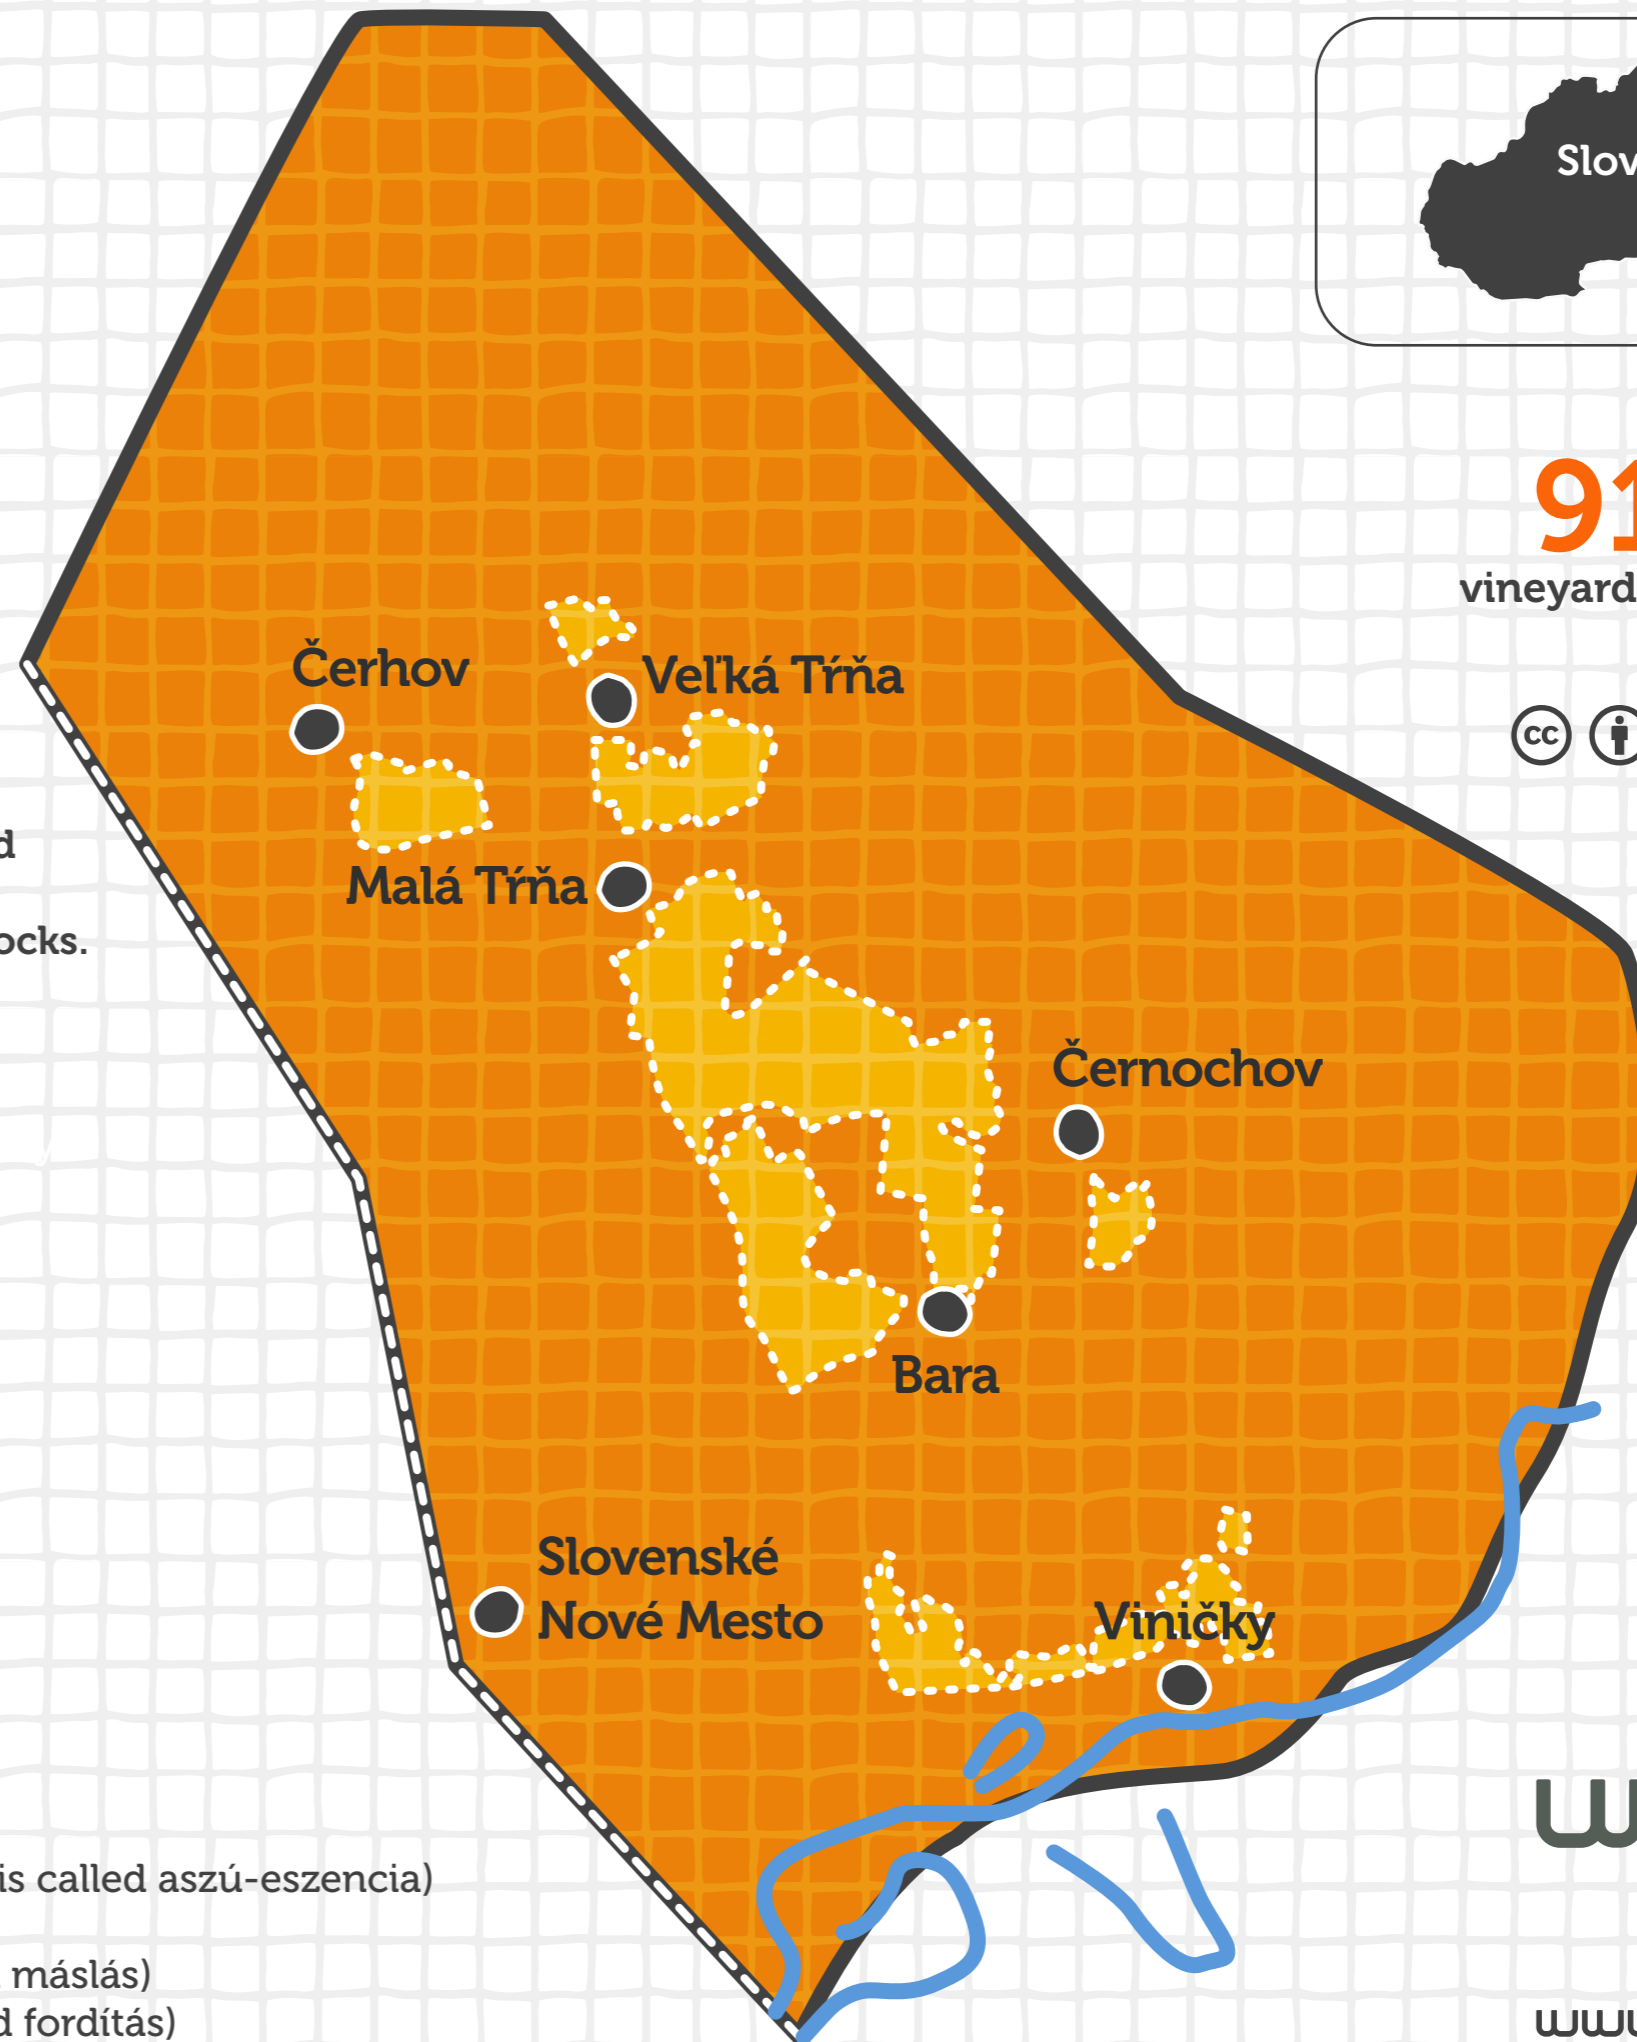 Slov
91
vineyard
cc
Čerhov
Veľká Tŕňa
d
Malá Tŕňa
ocks.
Černochov
y
Bara
Slovenské
Nové Mesto
Viničky
is called aszú-eszencia)
máslás)
d fordítás)